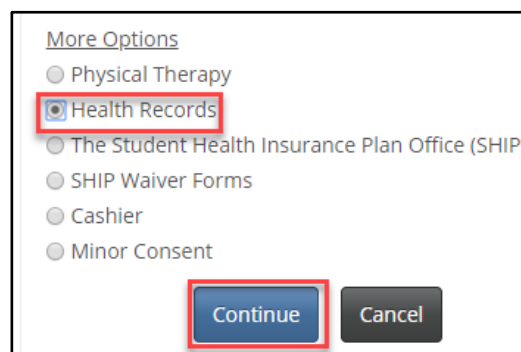 More Options
Physical Therapy
Health Records
The Student Health Insurance Plan Office (SHIP
SHIP Waiver Forms
Cashier
Minor Consent
Continue Cancel